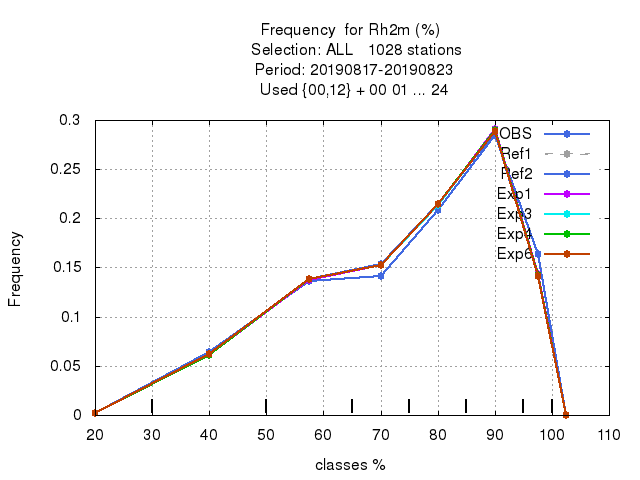 Frequency  for Rh2m (%)
Selection: ALL   1028 stations
Period: 20190817-20190823
Used {00,12} + 00 01 ... 24
0.3
0.25
0.2
0.15
0.1
0.05
0
Frequency
OBS
Ref1
Ref2
Exp1
Exp3
Exp4
Exp6
20 30 40 50 60 70 80 90 100 110
classes %